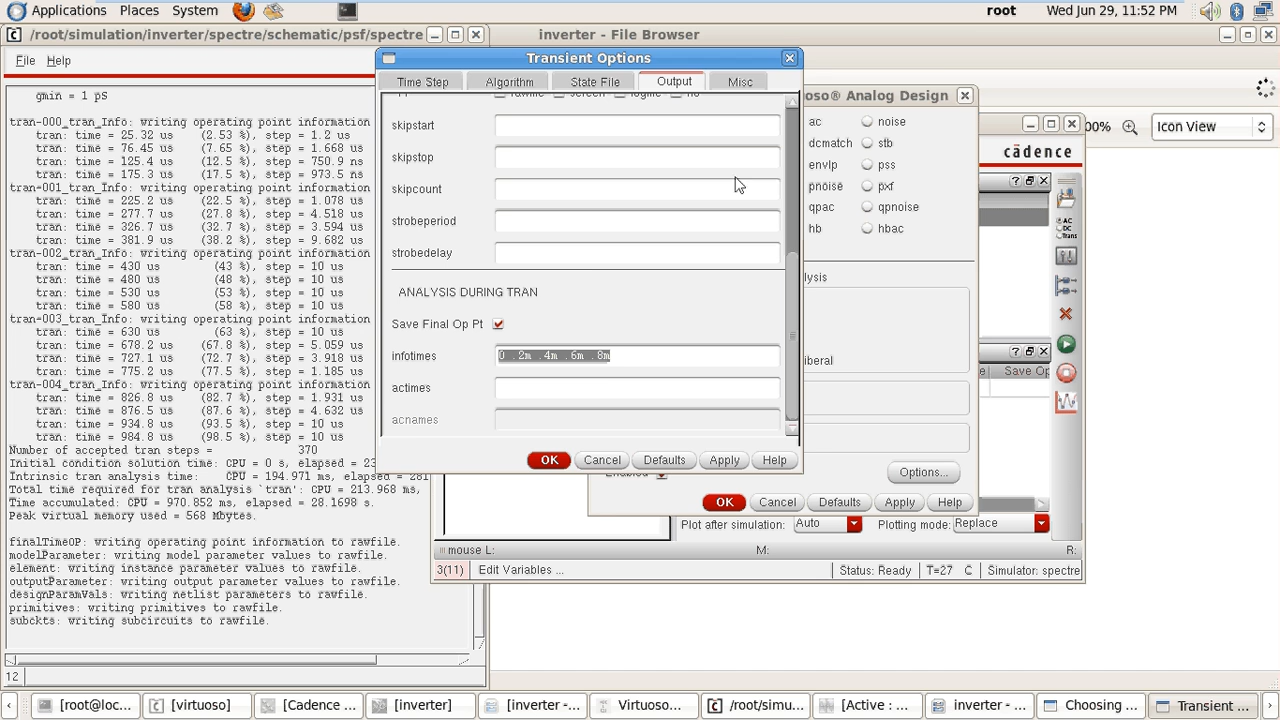 Applications Places System root Wed Jun 29, 11:52 PM
/root/simulation/inverter/spectre/schematic/psf/spectre
File Help
gmin = 1 pS
tran-000_tran_Info: writing operating point information
tran: time = 25.32 us (2.53 %), step = 1.2 us
tran: time = 76.45 us (7.65 %), step = 1.668 us
tran: time = 125.4 us (12.5 %), step = 750.9 ns
tran: time = 175.3 us (17.5 %), step = 973.5 ns
tran-001_tran_Info: writing operating point information
tran: time = 225.2 us (22.5 %), step = 1.078 us
tran: time = 277.7 us (27.8 %), step = 4.518 us
tran: time = 326.7 us (32.7 %), step = 3.594 us
tran: time = 381.9 us (38.2 %), step = 9.682 us
tran-002_tran_Info: writing operating point information
tran: time = 430 us (43 %), step = 10 us
tran: time = 480 us (48 %), step = 10 us
tran: time = 530 us (53 %), step = 10 us
tran: time = 580 us (58 %), step = 10 us
tran-003_tran_Info: writing operating point information
tran: time = 630 us (63 %), step = 10 us
tran: time = 678.2 us (67.8 %), step = 5.059 us
tran: time = 727.1 us (72.7 %), step = 3.918 us
tran: time = 775.2 us (77.5 %), step = 1.185 us
tran-004_tran_Info: writing operating point information
tran: time = 826.8 us (82.7 %), step = 1.931 us
tran: time = 876.5 us (87.6 %), step = 4.632 us
tran: time = 934.8 us (93.5 %), step = 10 us
tran: time = 984.8 us (98.5 %), step = 10 us
Number of accepted tran steps = 370
Initial condition solution time: CPU = 0 s, elapsed = 23
Intrinsic tran analysis time: CPU = 194.971 ms, elapsed = 281
Total time required for tran analysis `tran': CPU = 213.968 ms,
Time accumulated: CPU = 970.852 ms, elapsed = 28.1698 s.
Peak virtual memory used = 568 Mbytes.
finalTimeOP: writing operating point information to rawfile.
modelParameter: writing model parameter values to rawfile.
element: writing instance parameter values to rawfile.
outputParameter: writing output parameter values to rawfile.
designParamVals: writing netlist parameters to rawfile.
primitives: writing primitives to rawfile.
subckts: writing subcircuits to rawfile.
12
inverter - File Browser
Transient Options
Time Step Algorithm State File Output Misc
skipstart
skipstop
skipcount
strobeperiod
strobedelay
ANALYSIS DURING TRAN
Save Final Op Pt
infotimes 0 .2m .4m .6m .8m
actimes
acnames
OK Cancel Defaults Apply Help
oso® Analog Design
ac noise
dcmatch stb
envlp pss
pnoise pxf
qpac qpnoise
hb hbac
lysis
iberal
Enabled
Options...
OK Cancel Defaults Apply Help
00% Icon View
cādence
AC
DC
Trans
Save Op
Plot after simulation: Auto Plotting mode: Replace
mouse L: M: R:
3(11) Edit Variables ... Status: Ready T=27 C Simulator: spectre
[root@loc... [virtuoso] [Cadence ... [inverter] [inverter -... Virtuoso... /root/simu... [Active : ... inverter - ... Choosing ... Transient ...